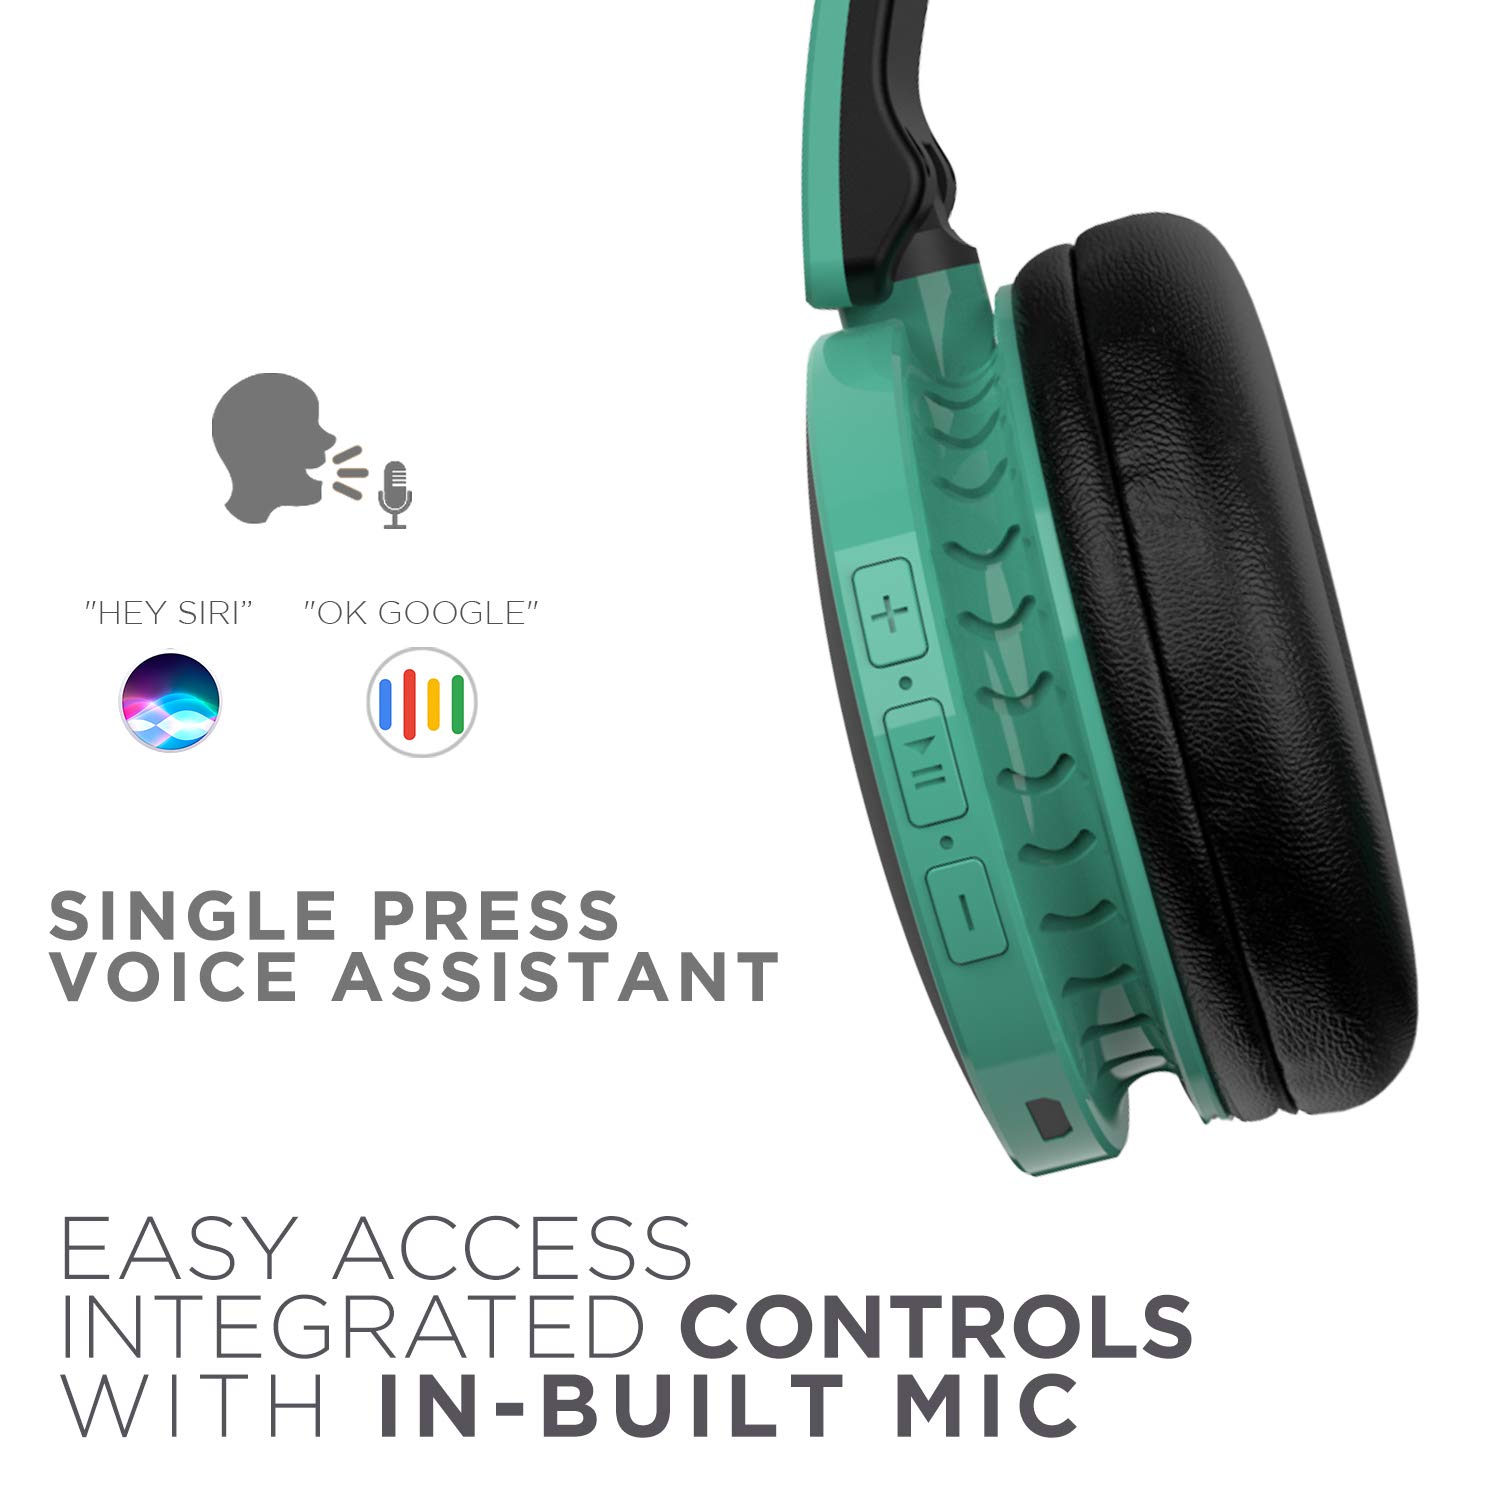 "HEY SIRI” "OK GOOGLE"
SINGLE PRESS
VOICE ASSISTANT
EASY ACCESS
INTEGRATED CONTROLS
WITH IN-BUILT MIC